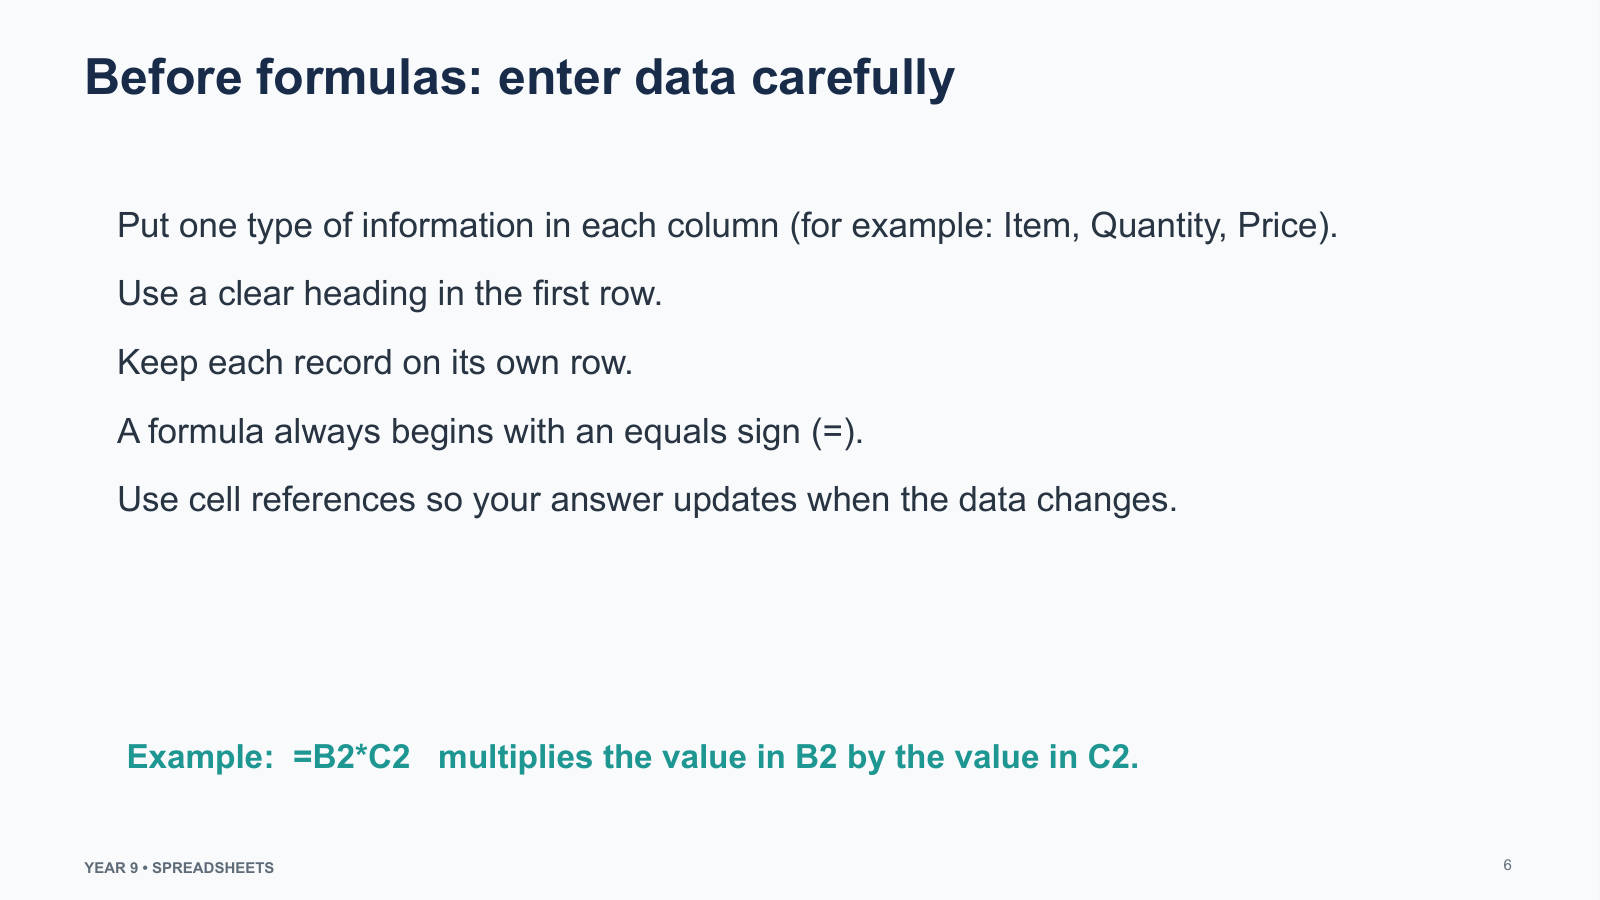 Before formulas: enter data carefully
Put one type of information in each column (for example: Item, Quantity, Price).
Use a clear heading in the first row.
Keep each record on its own row.
A formula always begins with an equals sign (=).
Use cell references so your answer updates when the data changes.
Example:  =B2*C2   multiplies the value in B2 by the value in C2.
YEAR 9 • SPREADSHEETS
6